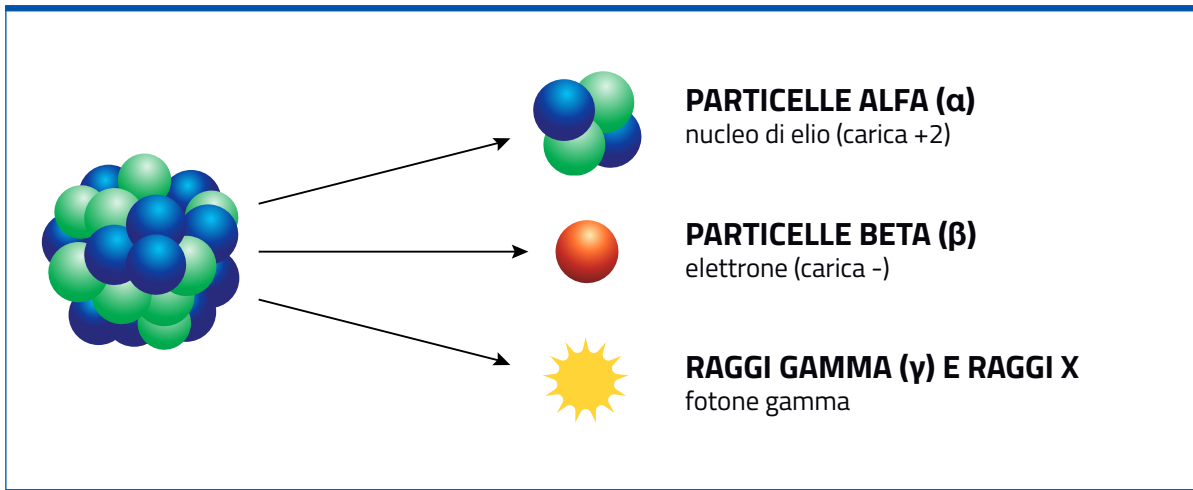 PARTICELLE ALFA (α)
nucleo di elio (carica +2)
PARTICELLE BETA (β)
elettrone (carica -)
RAGGI GAMMA (γ) E RAGGI X
fotone gamma